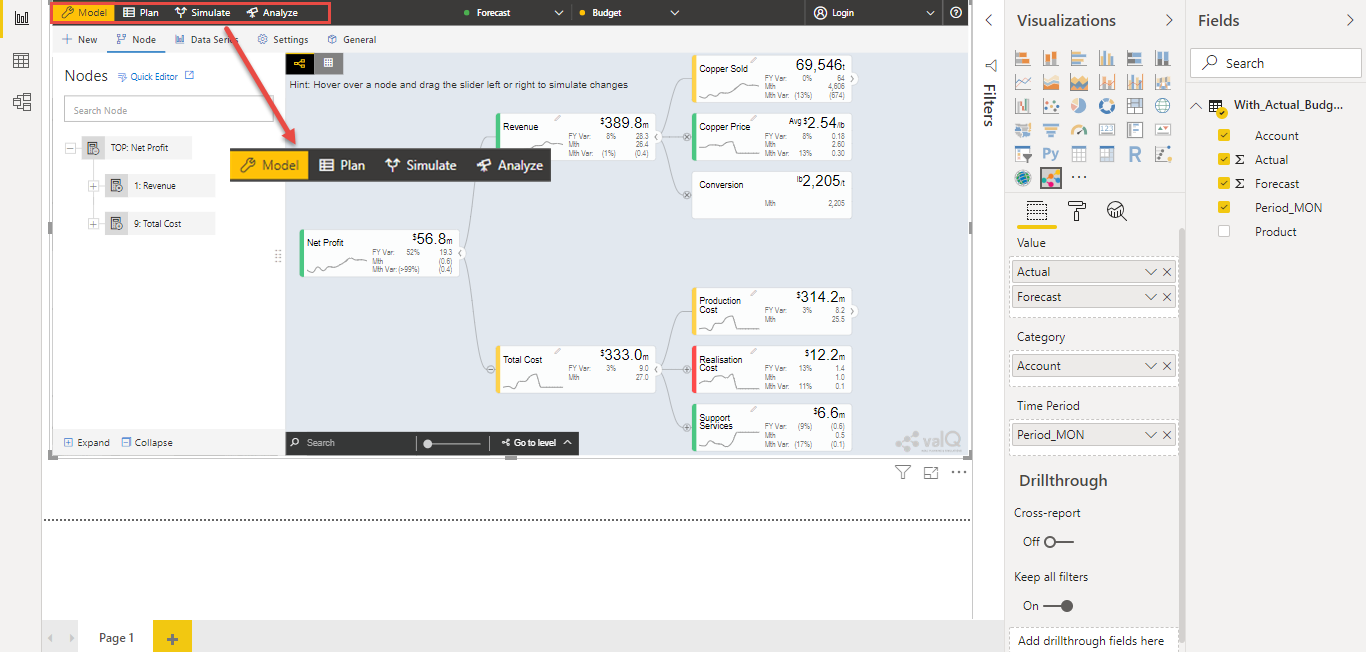 Model Plan Simulate Analyze Forecast Budget Login
New Node Data Series Settings General
Nodes Quick Editor
Search Node
TOP: Net Profit
1: Revenue
9: Total Cost
Expand Collapse
Hint: Hover over a node and drag the slider left or right to simulate changes
Model Plan Simulate Analyze
Net Profit $56.8m
FY Var: 52% 19.3
Mth (0.6)
Mth Var: (>99%) (0.4)
Revenue $389.8m
FY Var: 8% 28.3
Mth 26.4
Mth Var: (1%) (0.4)
Total Cost $333.0m
FY Var: 3% 9.0
Mth 27.0
Copper Sold 69,546t
FY Var: 0% 64
Mth 4,606
Mth Var: (13%) (674)
Copper Price Avg $2.54/lb
FY Var: 8% 0.18
Mth 2.60
Mth Var: 13% 0.30
Conversion lb2,205/t
Mth 2,205
Production Cost $314.2m
FY Var: 3% 8.2
Mth 25.5
Realisation Cost $12.2m
FY Var: 13% 1.4
Mth 1.0
Mth Var: 11% 0.1
Support Services $6.6m
FY Var: (9%) (0.6)
Mth 0.5
Mth Var: (17%) (0.1)
Search Go to level
valQ
Page 1
Filters
Visualizations
123
Py
R
Value
Actual
Forecast
Category
Account
Time Period
Period_MON
Drillthrough
Cross-report
Off
Keep all filters
On
Add drillthrough fields here
Fields
Search
With_Actual_Budg...
Account
Σ Actual
Σ Forecast
Period_MON
Product